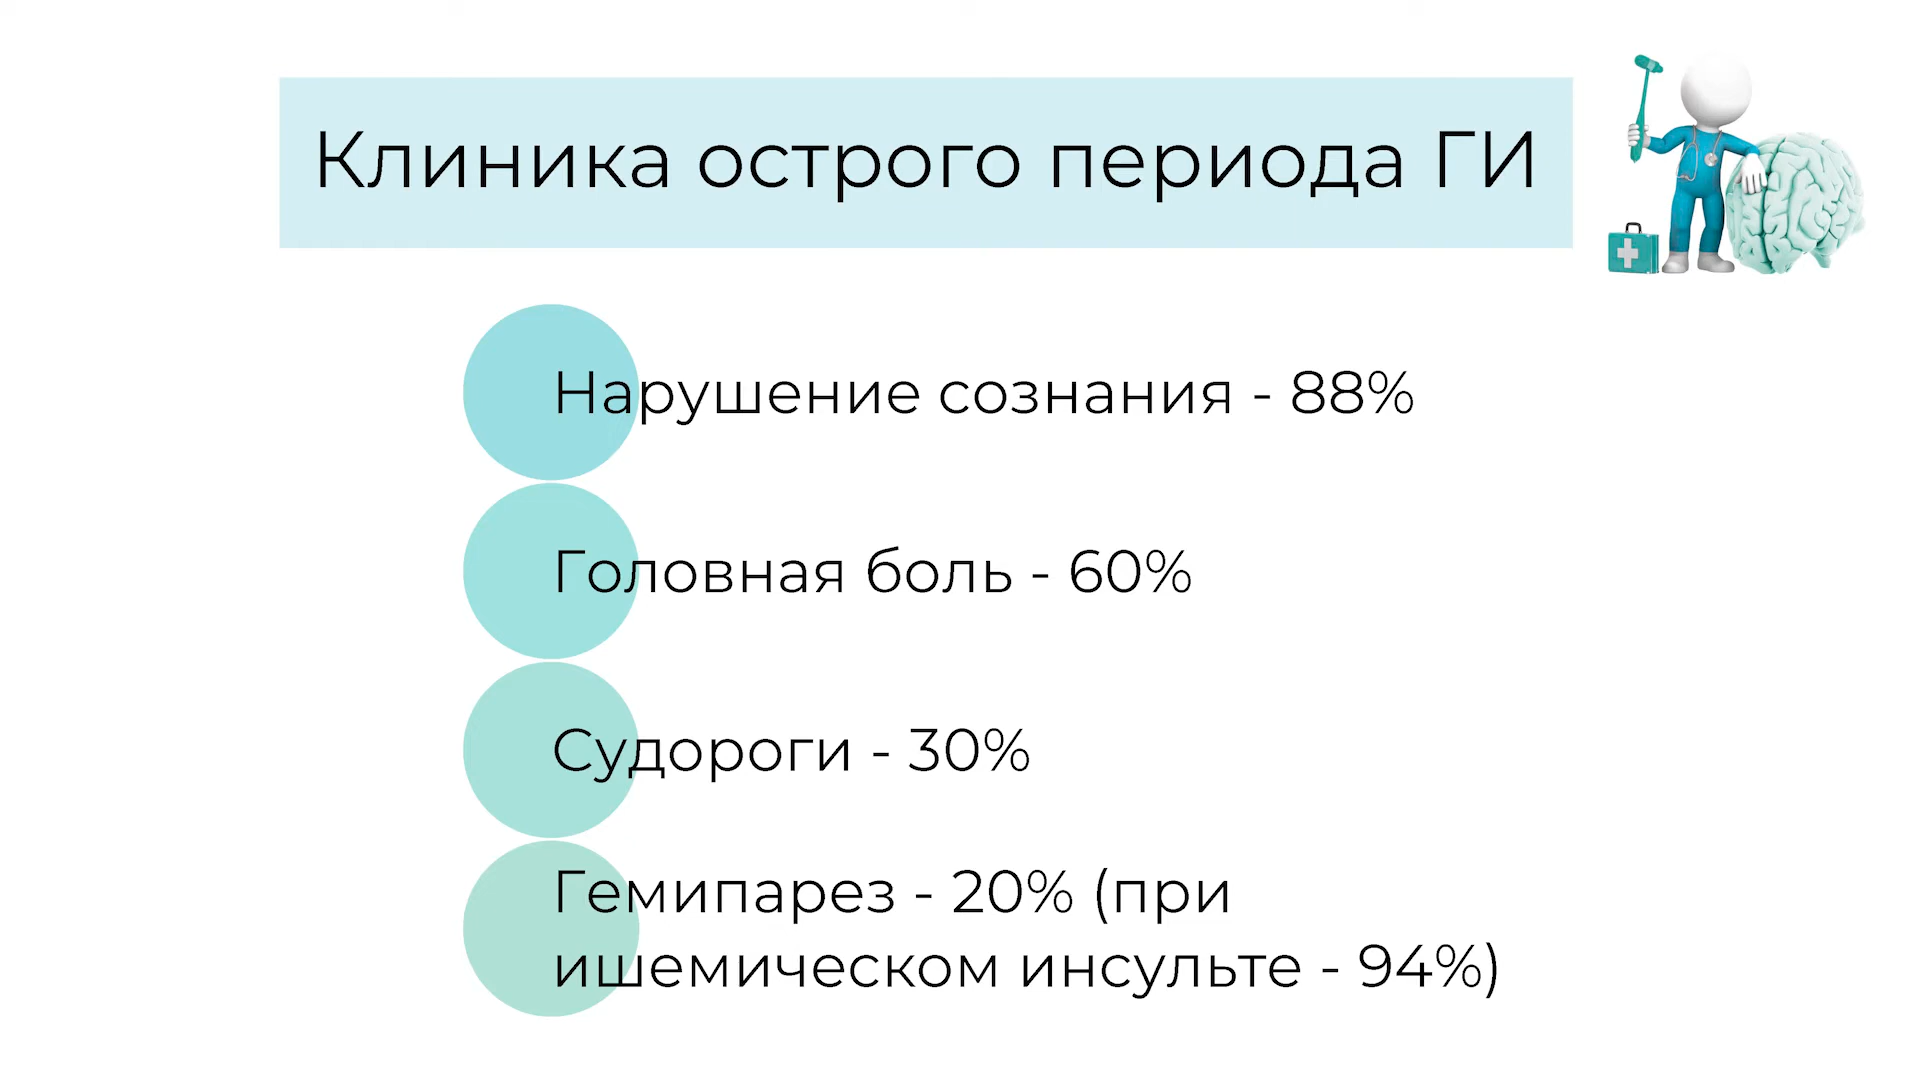 Клиника острого периода ГИ
Нарушение сознания - 88%
Головная боль - 60%
Судороги - 30%
Гемипарез - 20% (при
ишемическом инсульте - 94%)